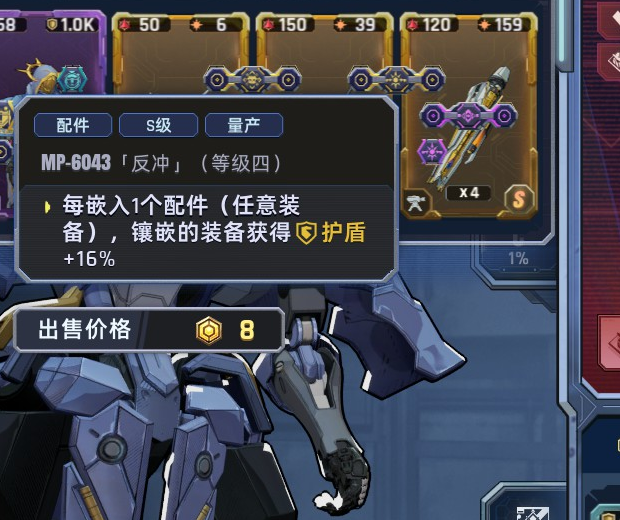 58 1.0K 50 6 150 39 120 159
配件 S级 量产
MP-6043「反冲」（等级四）
每嵌入1个配件（任意装
备），镶嵌的装备获得护盾
+16%
x4 S
1%
出售价格 8